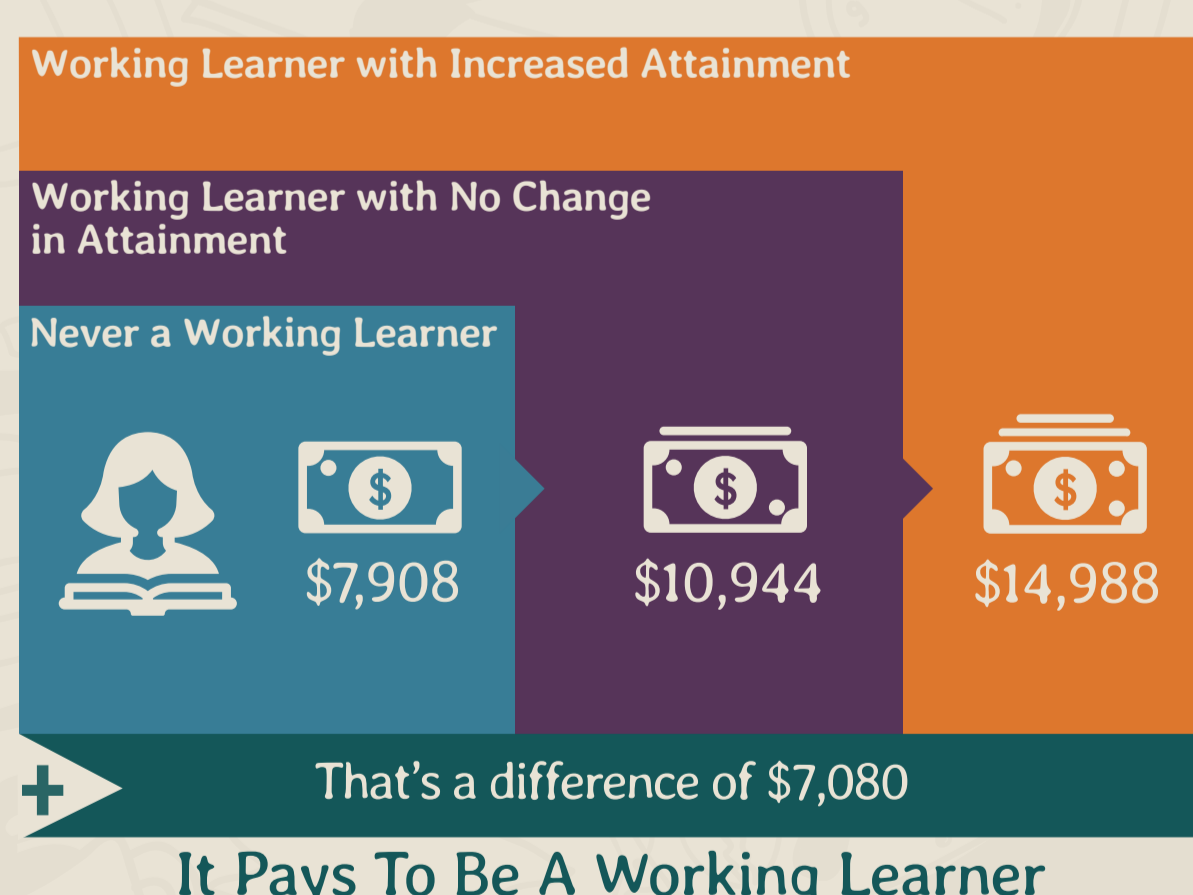 Working Learner with Increased Attainment
Working Learner with No Change
in Attainment
Never a Working Learner
$ $ $
$7,908 $10,944 $14,988
+ That's a difference of $7,080
It Pays To Be A Working Learner